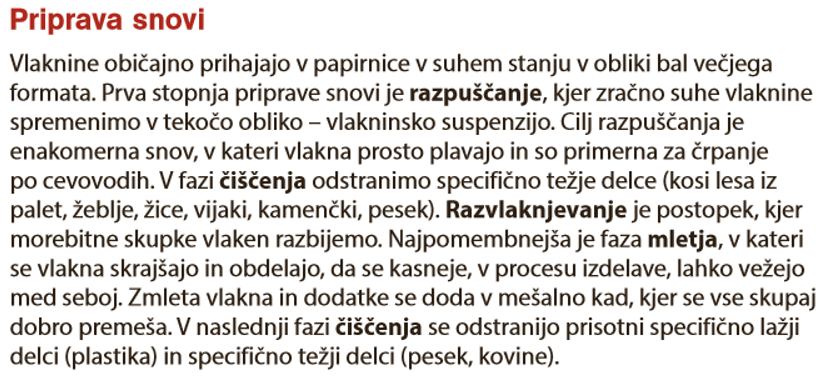 Priprava snovi
Vlaknine običajno prihajajo v papirnice v suhem stanju v obliki bal večjega
formata. Prva stopnja priprave snovi je razpuščanje, kjer zračno suhe vlaknine
spremenimo v tekočo obliko – vlakninsko suspenzijo. Cilj razpuščanja je
enakomerna snov, v kateri vlakna prosto plavajo in so primerna za črpanje
po cevovodih. V fazi čiščenja odstranimo specifično težje delce (kosi lesa iz
palet, žeblje, žice, vijaki, kamenčki, pesek). Razvlaknjevanje je postopek, kjer
morebitne skupke vlaken razbijemo. Najpomembnejša je faza mletja, v kateri
se vlakna skrajšajo in obdelajo, da se kasneje, v procesu izdelave, lahko vežejo
med seboj. Zmleta vlakna in dodatke se doda v mešalno kad, kjer se vse skupaj
dobro premeša. V naslednji fazi čiščenja se odstranijo prisotni specifično lažji
delci (plastika) in specifično težji delci (pesek, kovine).